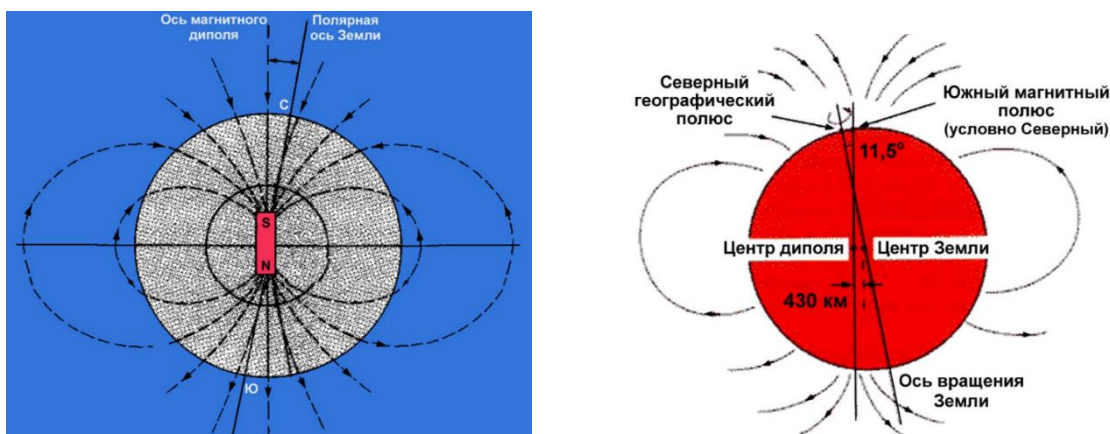 Ось магнитного
диполя
Полярная
ось Земли
С
S
N
Ю
Северный
географический
полюс
Южный магнитный
полюс
(условно Северный)
11,5°
Центр диполя
Центр Земли
430 км
Ось вращения
Земли